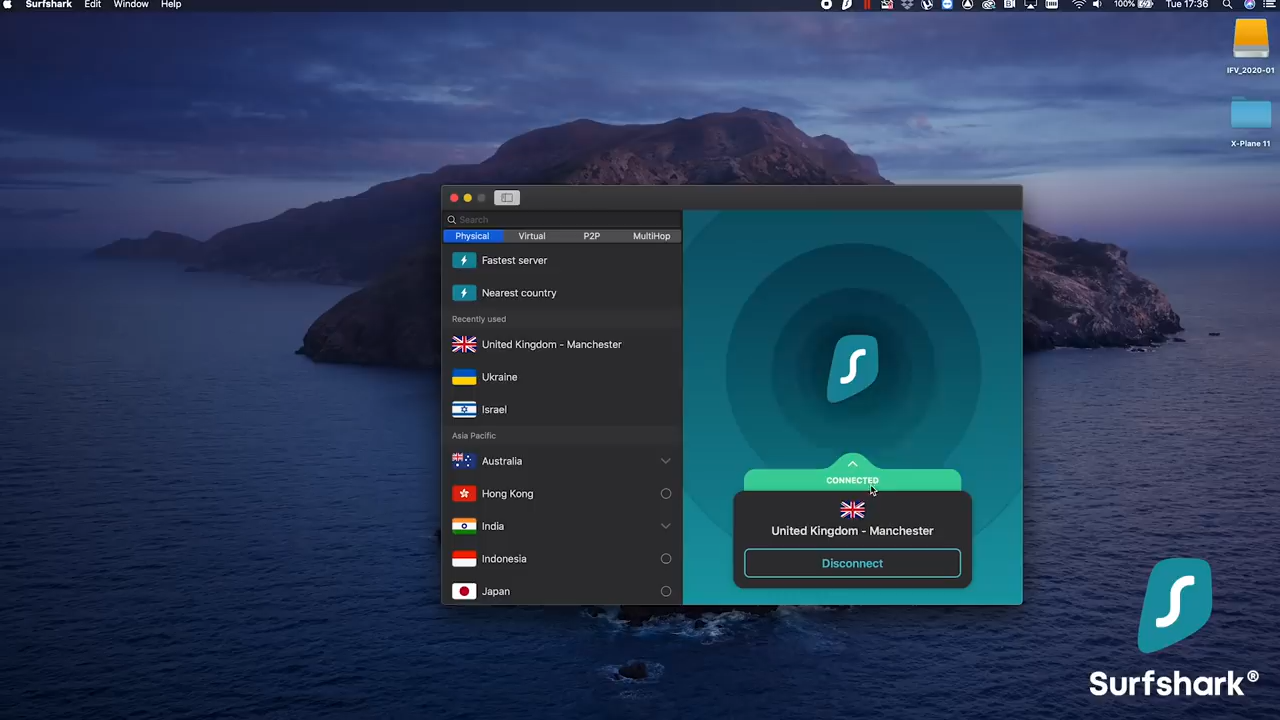 Surfshark Edit Window Help
100% Tue 17:36
IFV_2020-01
X-Plane 11
Search
Physical Virtual P2P MultiHop
Fastest server
Nearest country
Recently used
United Kingdom - Manchester
Ukraine
Israel
Asia Pacific
Australia
Hong Kong
India
Indonesia
Japan
CONNECTED
United Kingdom - Manchester
Disconnect
Surfshark®